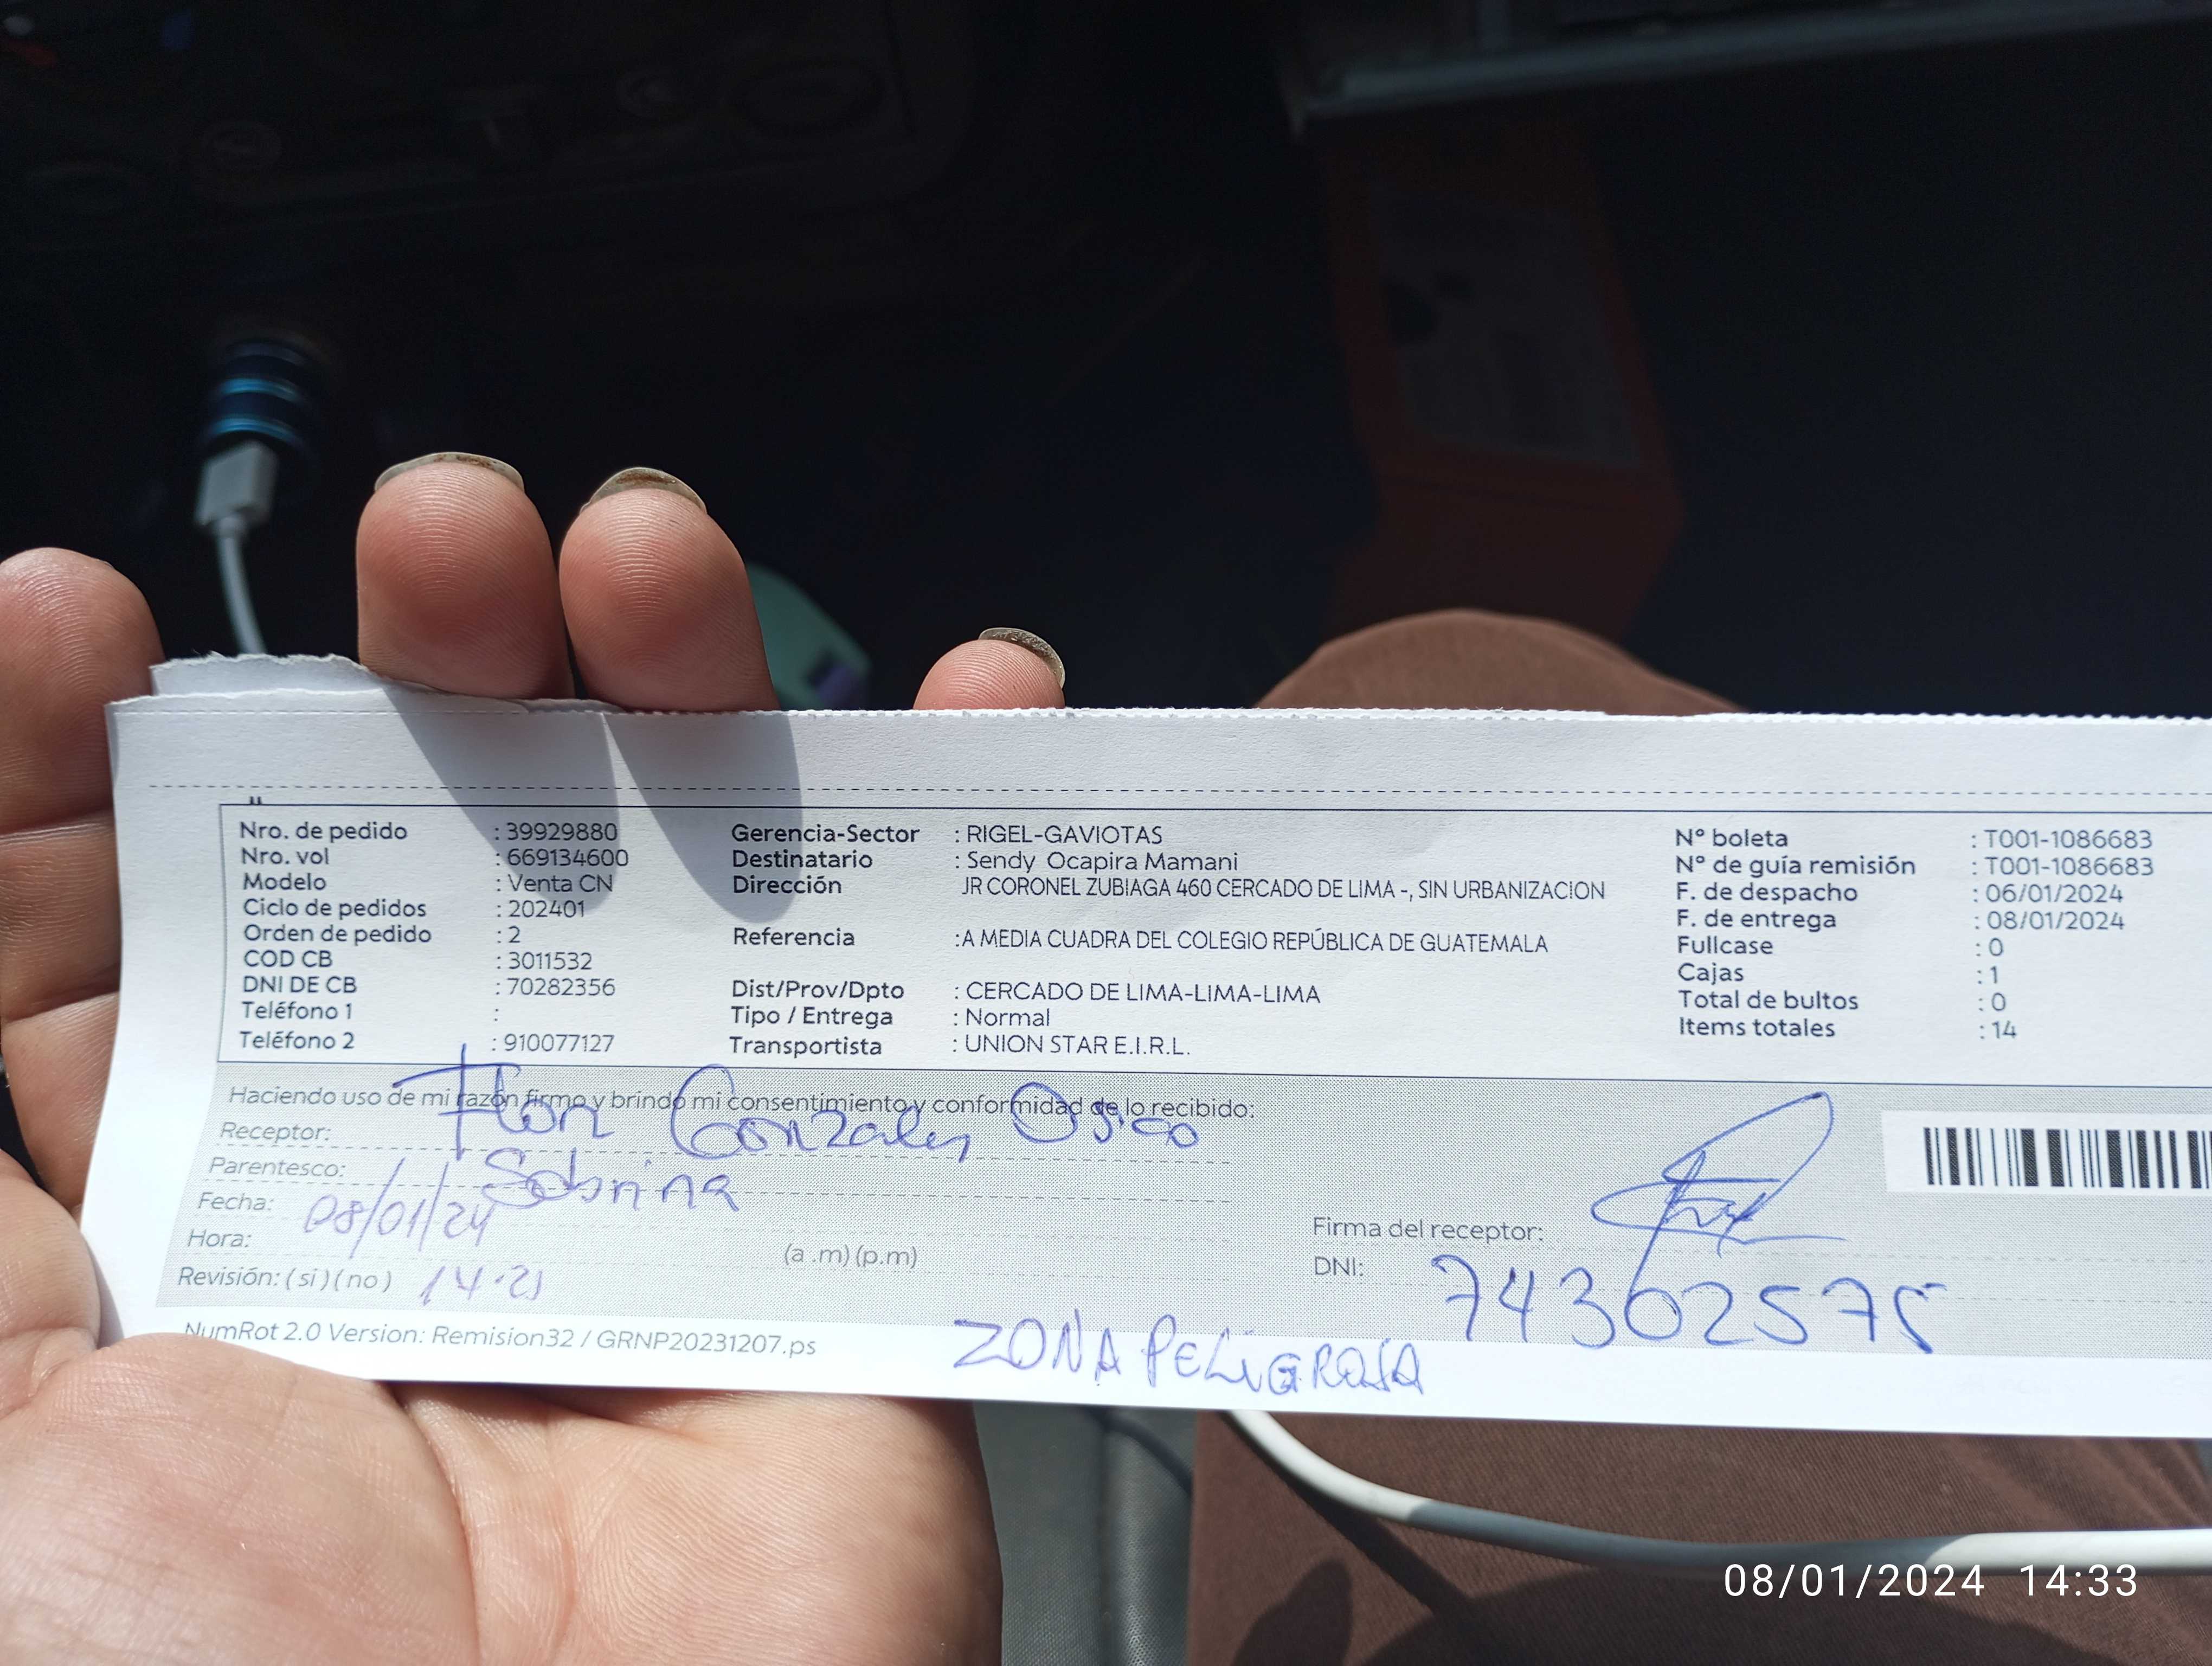 Nro. de pedido : 39929880
Nro. vol : 669134600
Modelo : Venta CN
Ciclo de pedidos : 202401
Orden de pedido : 2
COD CB : 3011532
DNI DE CB : 70282356
Teléfono 1 :
Teléfono 2 : 910077127
Gerencia-Sector : RIGEL-GAVIOTAS
Destinatario : Sendy Ocapira Mamani
Dirección JR CORONEL ZUBIAGA 460 CERCADO DE LIMA -, SIN URBANIZACION
Referencia :A MEDIA CUADRA DEL COLEGIO REPÚBLICA DE GUATEMALA
Dist/Prov/Dpto : CERCADO DE LIMA-LIMA-LIMA
Tipo / Entrega : Normal
Transportista : UNION STAR E.I.R.L.
N° boleta : T001-1086683
N° de guía remisión : T001-1086683
F. de despacho : 06/01/2024
F. de entrega : 08/01/2024
Fullcase : 0
Cajas : 1
Total de bultos : 0
Items totales : 14
Haciendo uso de mi razón firmo y brindo mi consentimiento y conformidad de lo recibido:
Receptor: Flor Gonzales
Parentesco: Sobrina
Fecha: 08/01/24
Hora: (a .m) (p.m)
Revisión: ( si ) ( no ) 14.21
Firma del receptor:
DNI: 74302575
NumRot 2.0 Version: Remision32 / GRNP20231207.ps
ZONA PELIGROSA
08/01/2024 14:33